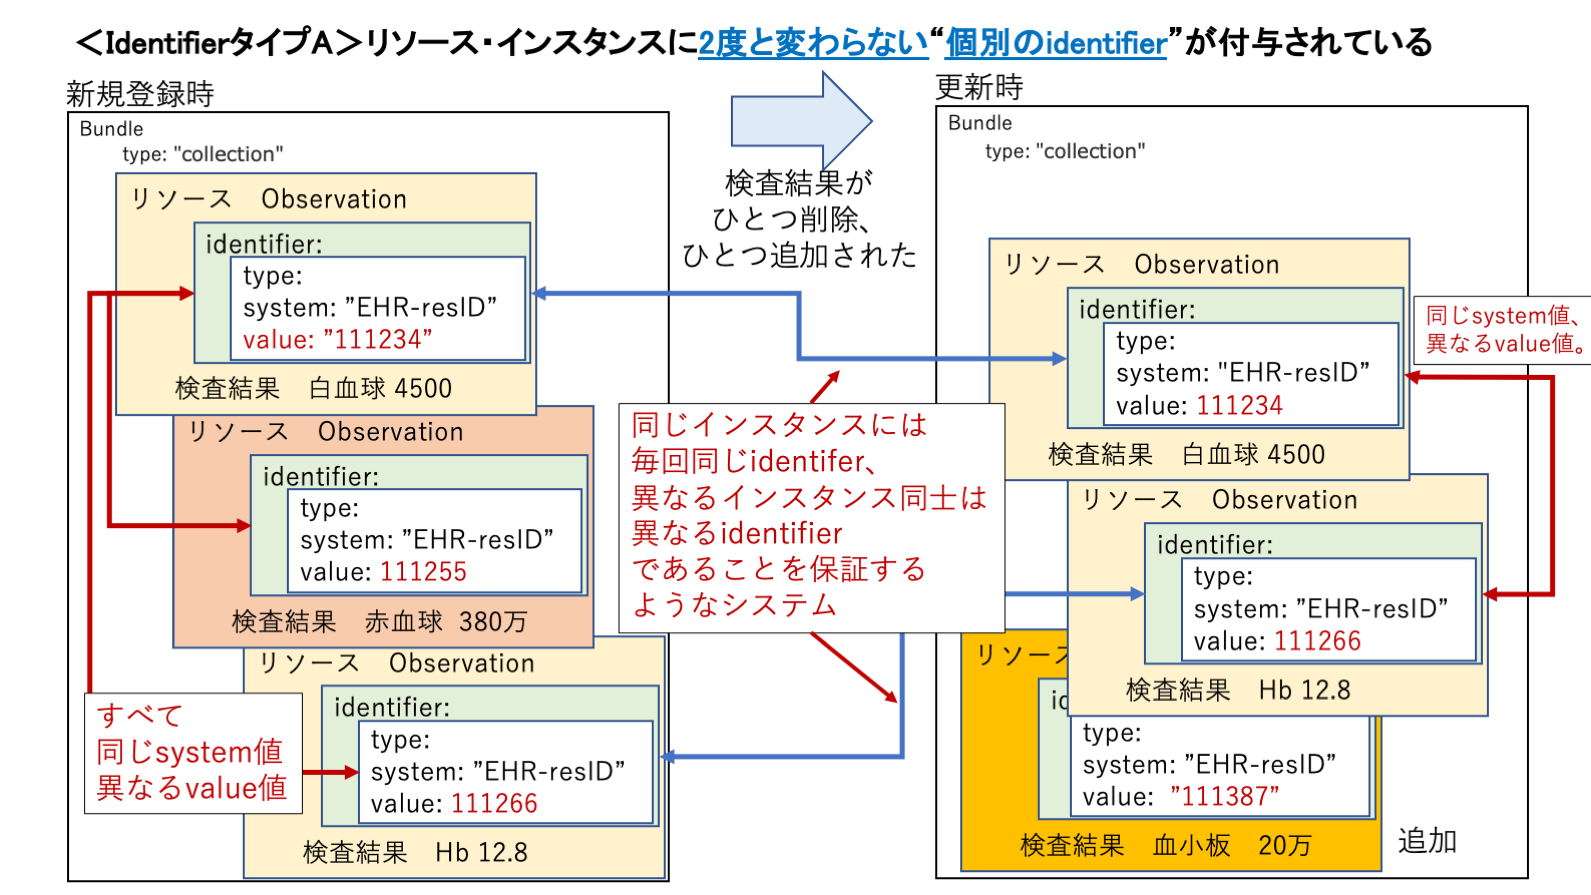 ＜IdentifierタイプA＞リソース・インスタンスに2度と変わらない“個別のidentifier”が付与されている
新規登録時
Bundle
type: "collection"
リソース　Observation
identifier:
type:
system: ”EHR-resID”
value: ”111234”
検査結果　白血球 4500
リソース　Observation
identifier:
type:
system: ”EHR-resID”
value: 111255
検査結果　赤血球 380万
リソース　Observation
identifier:
type:
system: ”EHR-resID”
value: 111266
検査結果　Hb 12.8
すべて
同じsystem値
異なるvalue値
検査結果が
ひとつ削除、
ひとつ追加された
同じインスタンスには
毎回同じidentifer、
異なるインスタンス同士は
異なるidentifier
であることを保証する
ようなシステム
更新時
Bundle
type: "collection"
リソース　Observation
identifier:
type:
system: "EHR-resID”
value: 111234
検査結果　白血球 4500
同じsystem値、
異なるvalue値。
リソース　Observation
identifier:
type:
system: ”EHR-resID”
value: 111266
検査結果　Hb 12.8
リソース
type:
system: ”EHR-resID”
value: ”111387”
検査結果　血小板　20万
追加